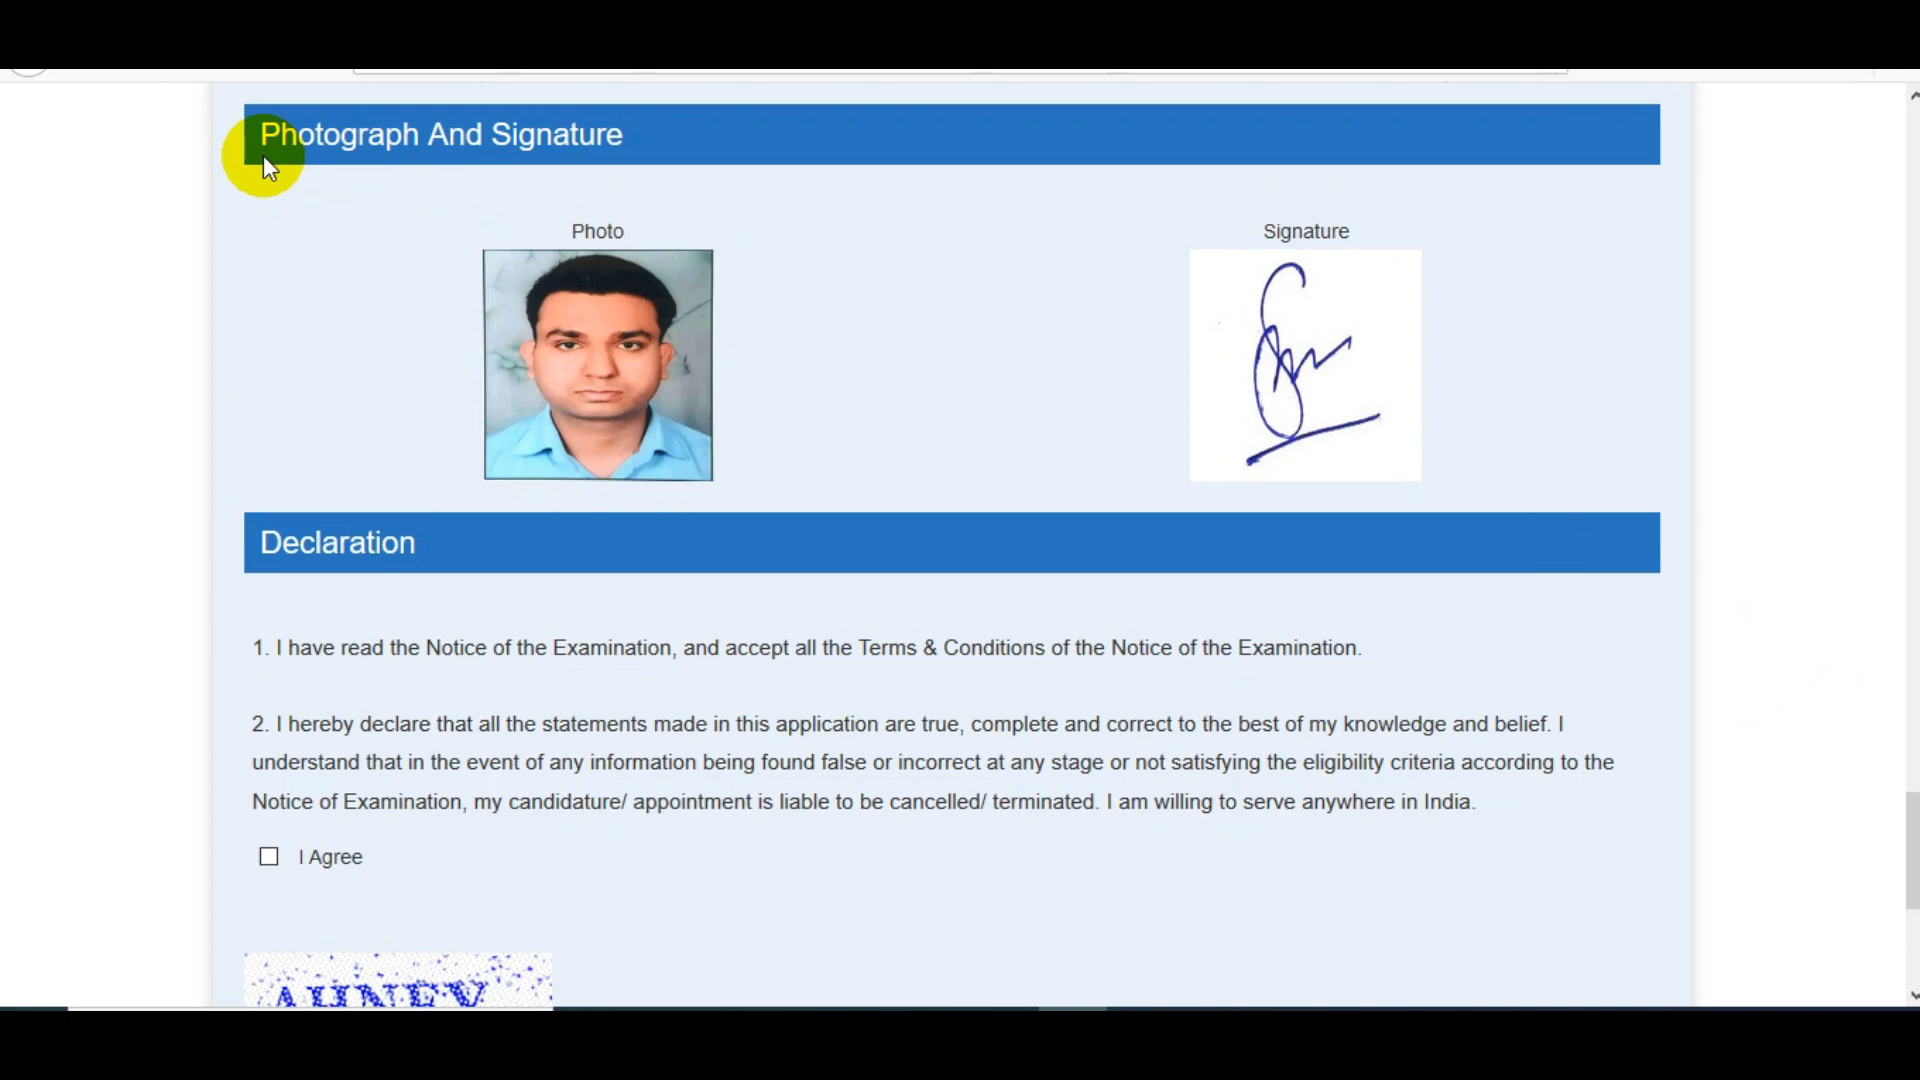 Photograph And Signature
Photo
Signature
Declaration
1. I have read the Notice of the Examination, and accept all the Terms & Conditions of the Notice of the Examination.
2. I hereby declare that all the statements made in this application are true, complete and correct to the best of my knowledge and belief. I
understand that in the event of any information being found false or incorrect at any stage or not satisfying the eligibility criteria according to the
Notice of Examination, my candidature/ appointment is liable to be cancelled/ terminated. I am willing to serve anywhere in India.
I Agree